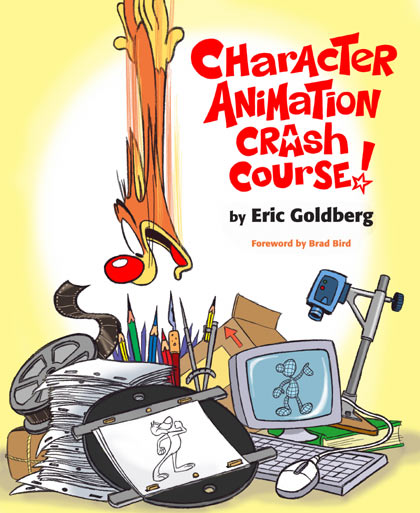 Character
Animation
Crash
Course!
by Eric Goldberg
Foreword by Brad Bird